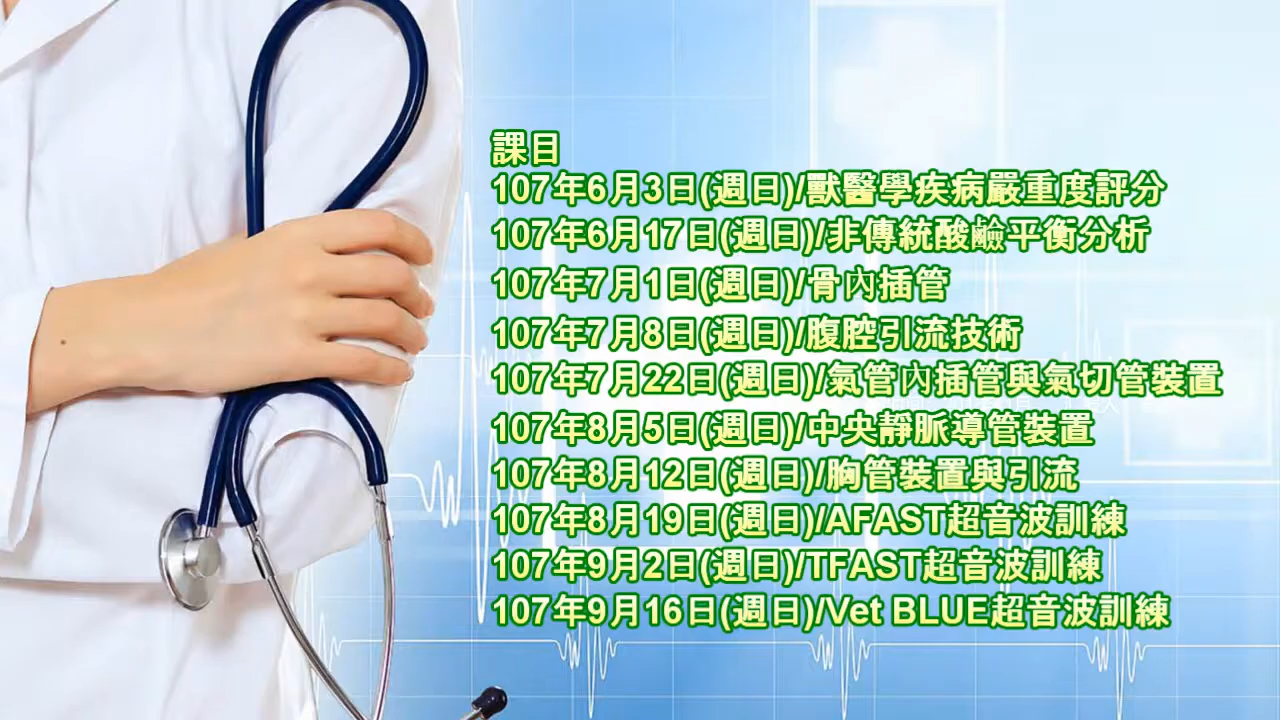 課目
107年6月3日(週日)/獸醫學疾病嚴重度評分
107年6月17日(週日)/非傳統酸鹼平衡分析
107年7月1日(週日)/骨內插管
107年7月8日(週日)/腹腔引流技術
107年7月22日(週日)/氣管內插管與氣切管裝置
107年8月5日(週日)/中央靜脈導管裝置
107年8月12日(週日)/胸管裝置與引流
107年8月19日(週日)/AFAST超音波訓練
107年9月2日(週日)/TFAST超音波訓練
107年9月16日(週日)/Vet BLUE超音波訓練